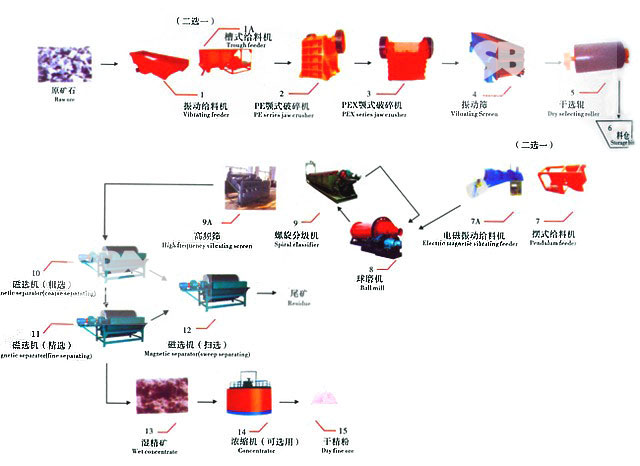 (二选一)
1A
槽式给料机
Trough feeder
原矿石
Raw ore
1
振动给料机
Vibrating feeder
2
PE颚式破碎机
PE series jaw crusher
3
PEX颚式破碎机
PEX series jaw crusher
SB
4
振动筛
Vibrating Screen
5
干选辊
Dry selecting roller
6
料仓
Storage bin
(二选一)
9A
高频筛
High-frequency vibrating screen
9
螺旋分级机
Spiral classifier
8
球磨机
Ball mill
7A
电磁振动给料机
Electric magnetic vibrating feeder
7
摆式给料机
Pendulum feeder
10
磁选机(粗选)
netic separator(coarse separating)
尾矿
Residue
11
磁选机(精选)
gnetic separator(fine separating)
12
磁选机(扫选)
Magnetic separator(sweep separating)
13
湿精矿
Wet concentrate
14
浓缩机(可选用)
Concentrator
15
干精粉
Dry fine ore